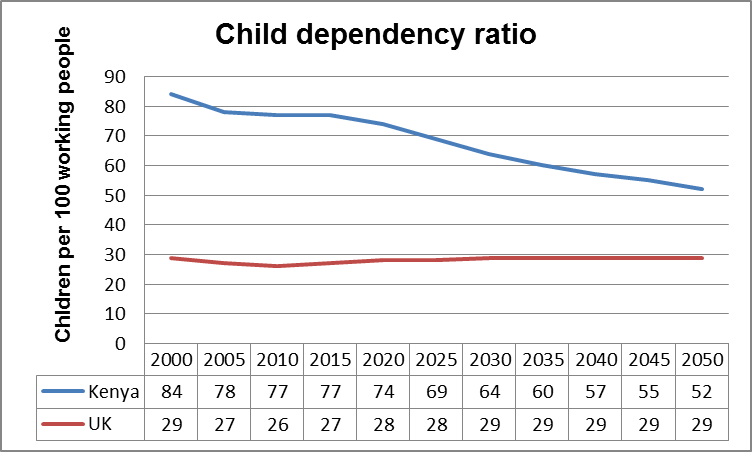 Child dependency ratio
Chldren per 100 working people
90
80
70
60
50
40
30
20
10
0
2000 2005 2010 2015 2020 2025 2030 2035 2040 2045 2050
Kenya 84 78 77 77 74 69 64 60 57 55 52
UK 29 27 26 27 28 28 29 29 29 29 29